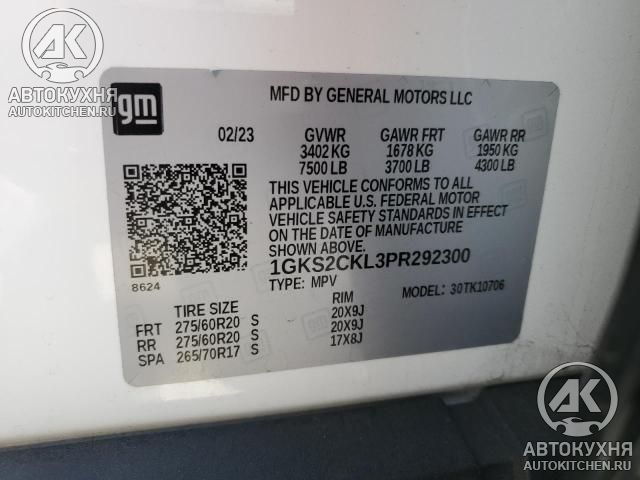 АВТОКУХНЯ
AUTOKITCHEN.RU
gm
MFD BY GENERAL MOTORS LLC
02/23 GVWR GAWR FRT GAWR RR
3402 KG 1678 KG 1950 KG
7500 LB 3700 LB 4300 LB
THIS VEHICLE CONFORMS TO ALL
APPLICABLE U.S. FEDERAL MOTOR
VEHICLE SAFETY STANDARDS IN EFFECT
ON THE DATE OF MANUFACTURE
SHOWN ABOVE.
1GKS2CKL3PR292300
8624
TYPE: MPV MODEL: 30TK10706
TIRE SIZE RIM
FRT 275/60R20 S 20X9J
RR 275/60R20 S 20X9J
SPA 265/70R17 S 17X8J
АК
АВТОКУХНЯ
AUTOKITCHEN.RU